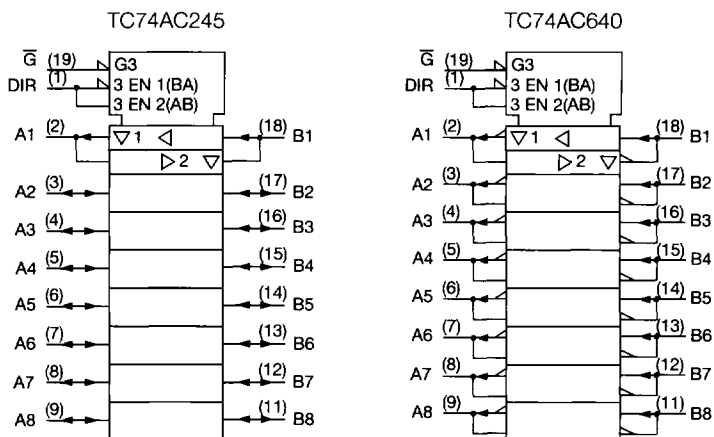 TC74AC245
G̅ (19) G3
DIR (1) 3 EN 1(BA)
3 EN 2(AB)
A1 (2) ▽ 1 ◁ (18) B1
▷ 2 ▽
A2 (3) (17) B2
A3 (4) (16) B3
A4 (5) (15) B4
A5 (6) (14) B5
A6 (7) (13) B6
A7 (8) (12) B7
A8 (9) (11) B8
TC74AC640
G̅ (19) G3
DIR (1) 3 EN 1(BA)
3 EN 2(AB)
A1 (2) ▽ 1 ◁ (18) B1
▷ 2 ▽
A2 (3) (17) B2
A3 (4) (16) B3
A4 (5) (15) B4
A5 (6) (14) B5
A6 (7) (13) B6
A7 (8) (12) B7
A8 (9) (11) B8